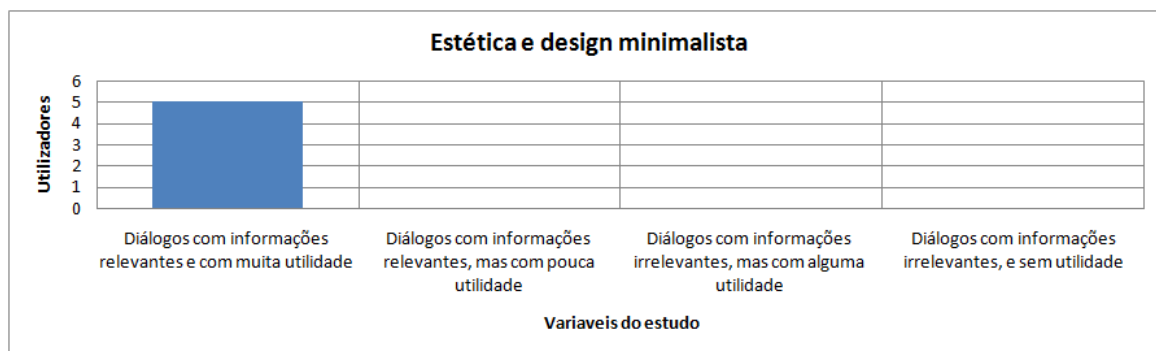 Estética e design minimalista
Utilizadores
6
5
4
3
2
1
0
Diálogos com informações
relevantes e com muita utilidade
Diálogos com informações
relevantes, mas com pouca
utilidade
Diálogos com informações
irrelevantes, mas com alguma
utilidade
Diálogos com informações
irrelevantes, e sem utilidade
Variaveis do estudo